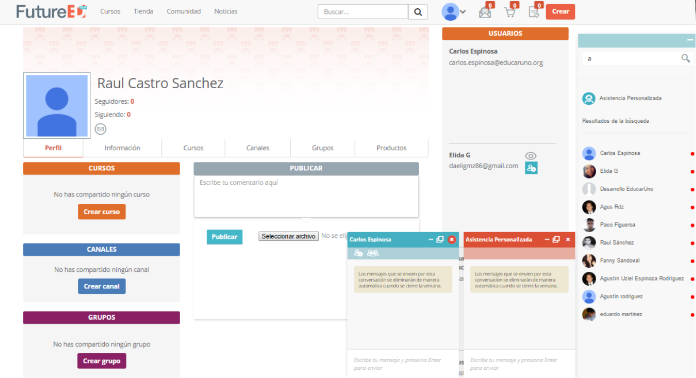 FutureED
Cursos Tienda Comunidad Noticias
Buscar...
0 0 0
Crear
USUARIOS
Carlos Espinosa
carlos.espinosa@educaruno.org
Elida G
daeligmz86@gmail.com
Raul Castro Sanchez
Seguidores: 0
Siguiendo: 0
Perfil Información Cursos Canales Grupos Productos
CURSOS
No has compartido ningún curso
Crear curso
CANALES
No has compartido ningún canal
Crear canal
GRUPOS
No has compartido ningún grupo
Crear grupo
PUBLICAR
Escribe tu comentario aquí
Publicar
Seleccionar archivo No se eli
Carlos Espinosa
Los mensajes que se envien por esta
conversación se eliminarán de manera
automática cuando se cierre la ventana.
Escribe tu mensaje y presiona Enter
para enviar
Asistencia Personalizada
Los mensajes que se envien por esta
conversación se eliminarán de manera
automática cuando se cierre la ventana.
Escribe tu mensaje y presiona Enter
para enviar
a
Asistencia Personalizada
Resultados de la búsqueda
Carlos Espinosa
Elida G
Desarrollo EducarUno
Agos Rdz
Paco Figueroa
Raul Sánchez
Fanny Sandoval
Agustín Uziel Espinoza Rodriguez
Agustin rodriguez
eduardo martinez